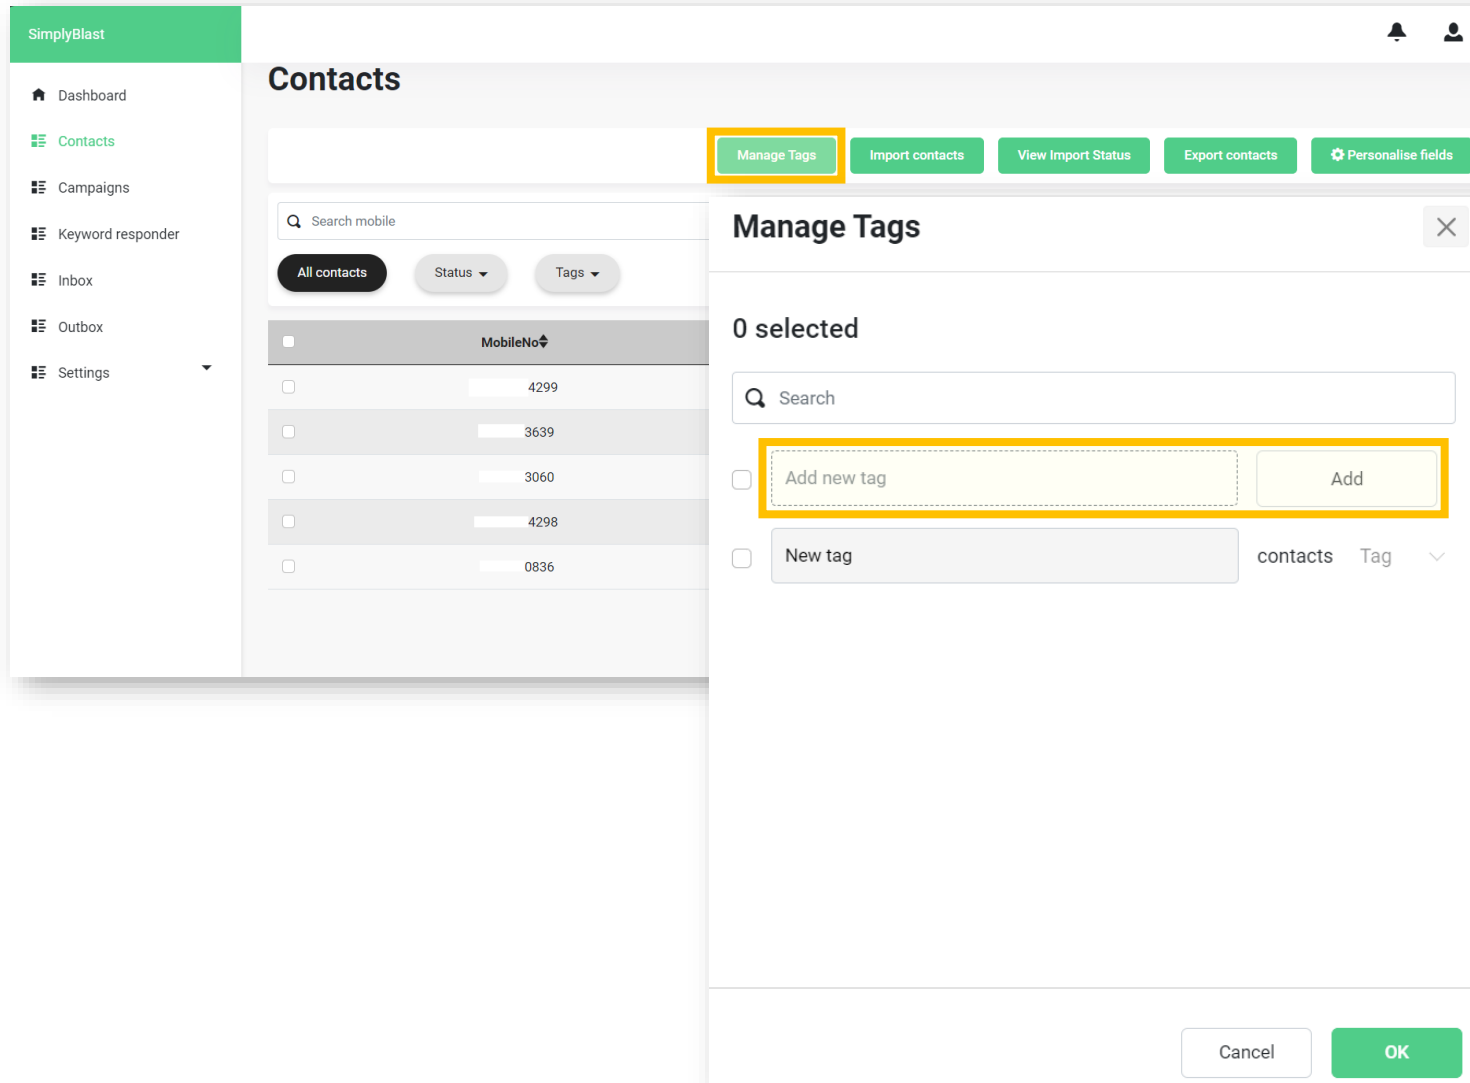 SimplyBlast
Dashboard
Contacts
Campaigns
Keyword responder
Inbox
Outbox
Settings
Contacts
Manage Tags
Import contacts
View Import Status
Export contacts
Personalise fields
Search mobile
All contacts
Status
Tags
MobileNo
4299
3639
3060
4298
0836
Manage Tags
0 selected
Search
Add new tag
Add
New tag
contacts
Tag
Cancel
OK